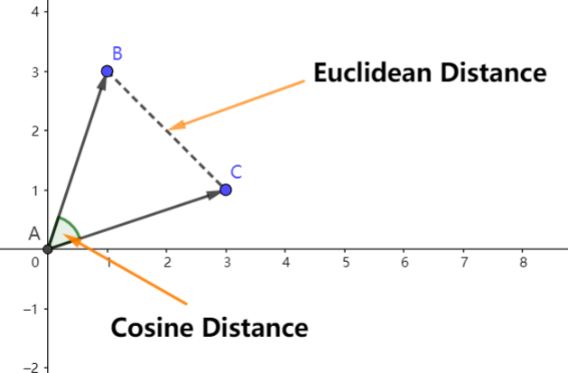 4
B
3
Euclidean Distance
2
C
1
A
0 1 2 3 4 5 6 7 8
−1
Cosine Distance
−2